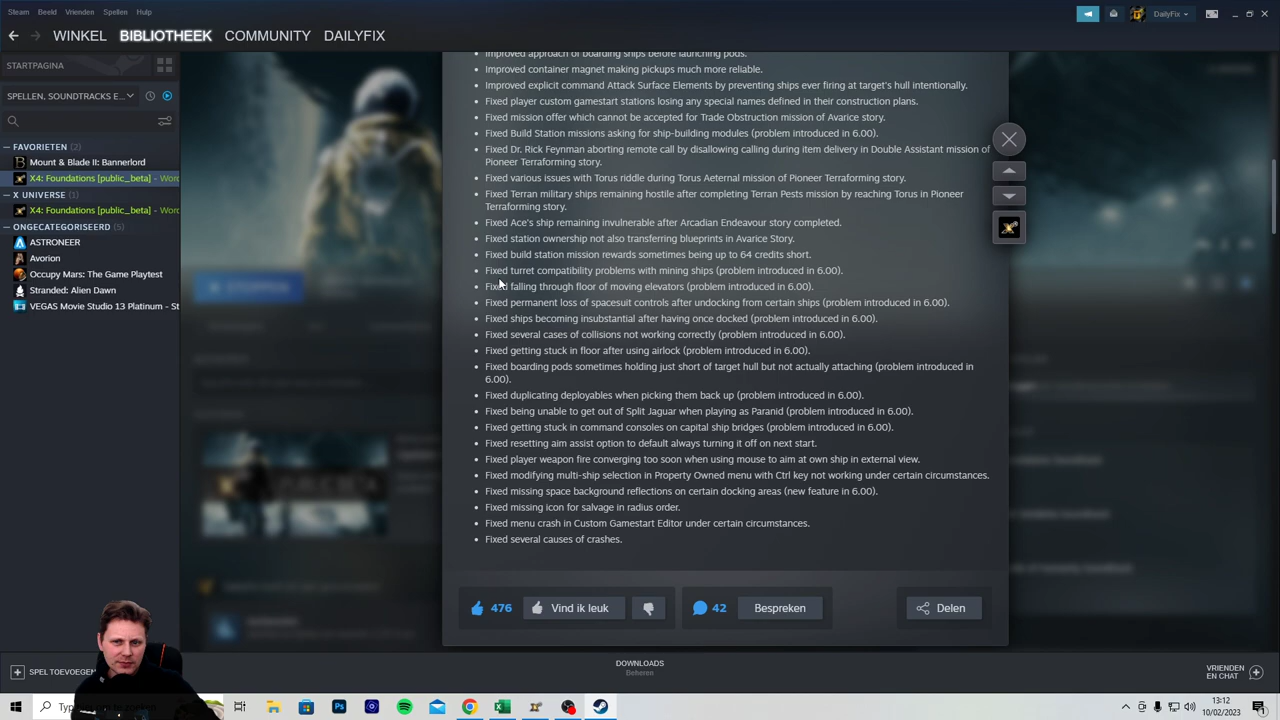 Steam Beeld Vrienden Spellen Hulp
DailyFix
WINKEL BIBLIOTHEEK COMMUNITY DAILYFIX
STARTPAGINA
SPELLEN, SOUNDTRACKS E...
FAVORIETEN (2)
Mount & Blade II: Bannerlord
X4: Foundations [public_beta] - Word
X UNIVERSE (1)
X4: Foundations [public_beta] - Word
ONGECATEGORISEERD (5)
ASTRONEER
Avorion
Occupy Mars: The Game Playtest
Stranded: Alien Dawn
VEGAS Movie Studio 13 Platinum -
Improved approach of boarding ships before launching pods.
Improved container magnet making pickups much more reliable.
Improved explicit command Attack Surface Elements by preventing ships ever firing at target's hull intentionally.
Fixed player custom gamestart stations losing any special names defined in their construction plans.
Fixed mission offer which cannot be accepted for Trade Obstruction mission of Avarice story.
Fixed Build Station missions asking for ship-building modules (problem introduced in 6.00).
Fixed Dr. Rick Feynman aborting remote call by disallowing calling during item delivery in Double Assistant mission of
Pioneer Terraforming story.
Fixed various issues with Torus riddle during Torus Aeternal mission of Pioneer Terraforming story.
Fixed Terran military ships remaining hostile after completing Terran Pests mission by reaching Torus in Pioneer
Terraforming story.
Fixed Ace's ship remaining invulnerable after Arcadian Endeavour story completed.
Fixed station ownership not also transferring blueprints in Avarice Story.
Fixed build station mission rewards sometimes being up to 64 credits short.
Fixed turret compatibility problems with mining ships (problem introduced in 6.00).
Fixed falling through floor of moving elevators (problem introduced in 6.00).
Fixed permanent loss of spacesuit controls after undocking from certain ships (problem introduced in 6.00).
Fixed ships becoming insubstantial after having once docked (problem introduced in 6.00).
Fixed several cases of collisions not working correctly (problem introduced in 6.00).
Fixed getting stuck in floor after using airlock (problem introduced in 6.00).
Fixed boarding pods sometimes holding just short of target hull but not actually attaching (problem introduced in
6.00).
Fixed duplicating deployables when picking them back up (problem introduced in 6.00).
Fixed being unable to get out of Split Jaguar when playing as Paranid (problem introduced in 6.00).
Fixed getting stuck in command consoles on capital ship bridges (problem introduced in 6.00).
Fixed resetting aim assist option to default always turning it off on next start.
Fixed player weapon fire converging too soon when using mouse to aim at own ship in external view.
Fixed modifying multi-ship selection in Property Owned menu with Ctrl key not working under certain circumstances.
Fixed missing space background reflections on certain docking areas (new feature in 6.00).
Fixed missing icon for salvage in radius order.
Fixed menu crash in Custom Gamestart Editor under certain circumstances.
Fixed several causes of crashes.
STOPPEN
476 Vind ik leuk 42 Bespreken Delen
SPEL TOEVOEGEN
DOWNLOADS
Beheren
VRIENDEN
EN CHAT
13:12
10/02/2023